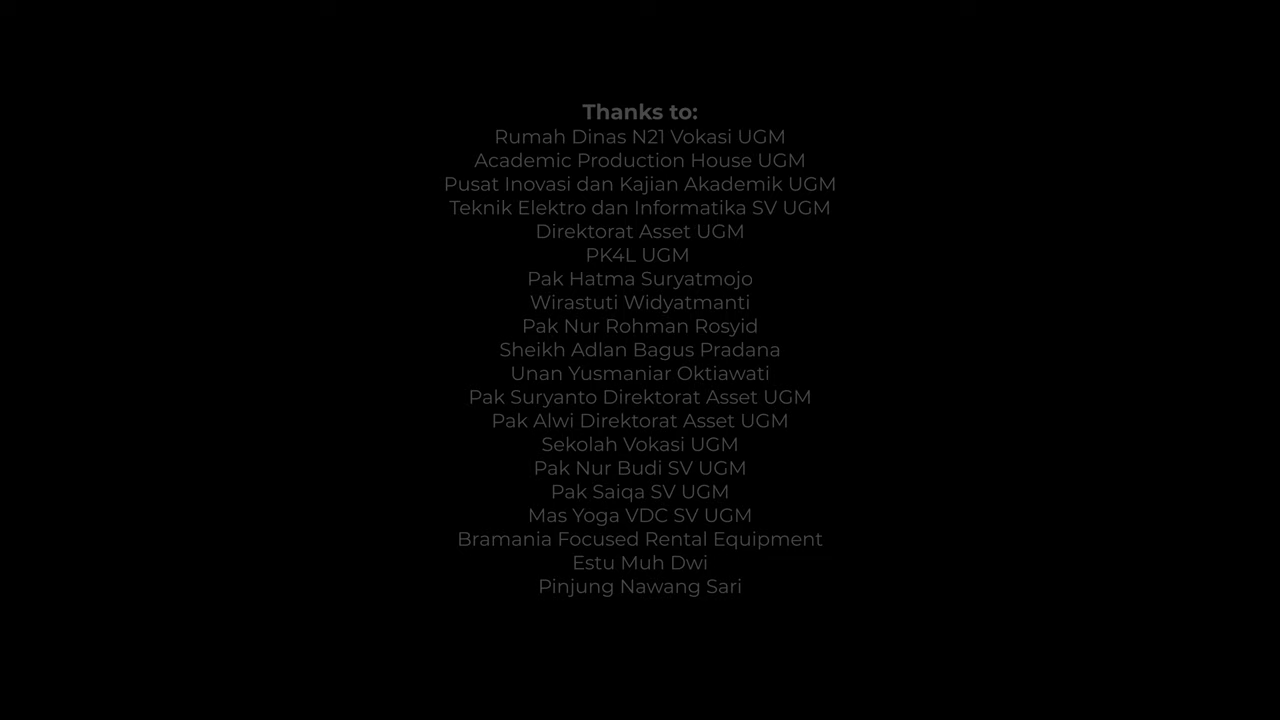 Thanks to:
Rumah Dinas N21 Vokasi UGM
Academic Production House UGM
Pusat Inovasi dan Kajian Akademik UGM
Teknik Elektro dan Informatika SV UGM
Direktorat Asset UGM
PK4L UGM
Pak Hatma Suryatmojo
Wirastuti Widyatmanti
Pak Nur Rohman Rosyid
Sheikh Adlan Bagus Pradana
Unan Yusmaniar Oktiawati
Pak Suryanto Direktorat Asset UGM
Pak Alwi Direktorat Asset UGM
Sekolah Vokasi UGM
Pak Nur Budi SV UGM
Pak Saiqa SV UGM
Mas Yoga VDC SV UGM
Bramania Focused Rental Equipment
Estu Muh Dwi
Pinjung Nawang Sari